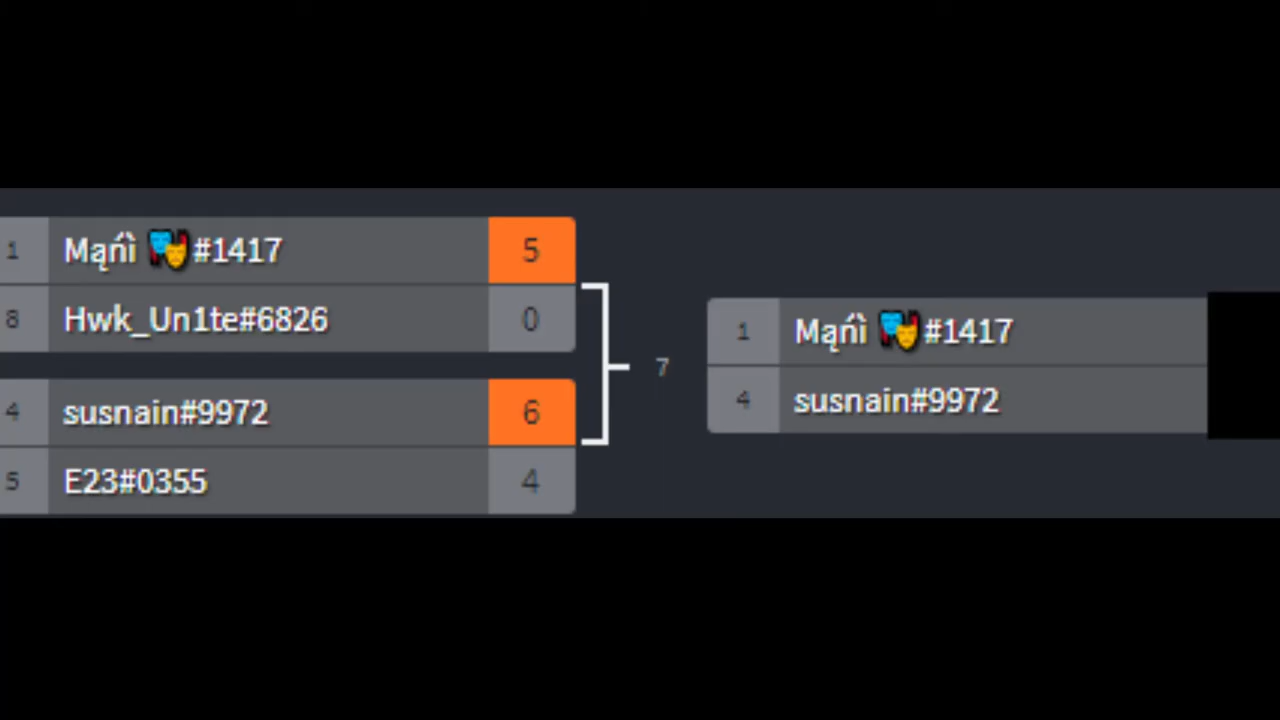 1 Mąńì 🎭#1417 5
8 Hwk_Un1te#6826 0
4 susnain#9972 6
5 E23#0355 4
7
1 Mąńì 🎭#1417
4 susnain#9972